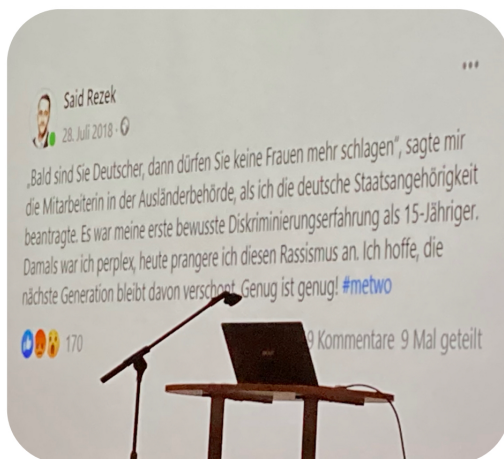 Said Rezek
28. Juli 2018 ·
„Bald sind Sie Deutscher, dann dürfen Sie keine Frauen mehr schlagen“, sagte mir
die Mitarbeiterin in der Ausländerbehörde, als ich die deutsche Staatsangehörigkeit
beantragte. Es war meine erste bewusste Diskriminierungserfahrung als 15-Jähriger.
Damals war ich perplex, heute prangere ich diesen Rassismus an. Ich hoffe, die
nächste Generation bleibt davon verschont. Genug ist genug! #metwo
170
9 Kommentare 9 Mal geteilt
acer